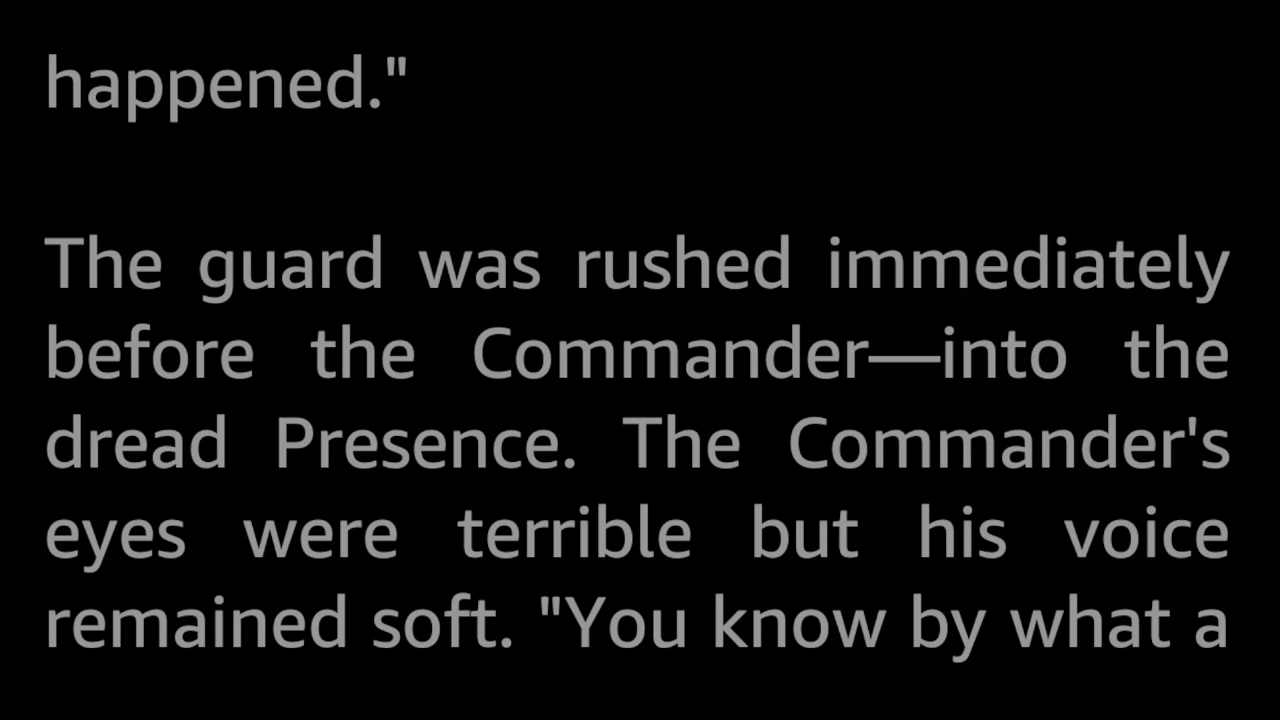 happened."
The guard was rushed immediately
before the Commander—into the
dread Presence. The Commander's
eyes were terrible but his voice
remained soft. "You know by what a